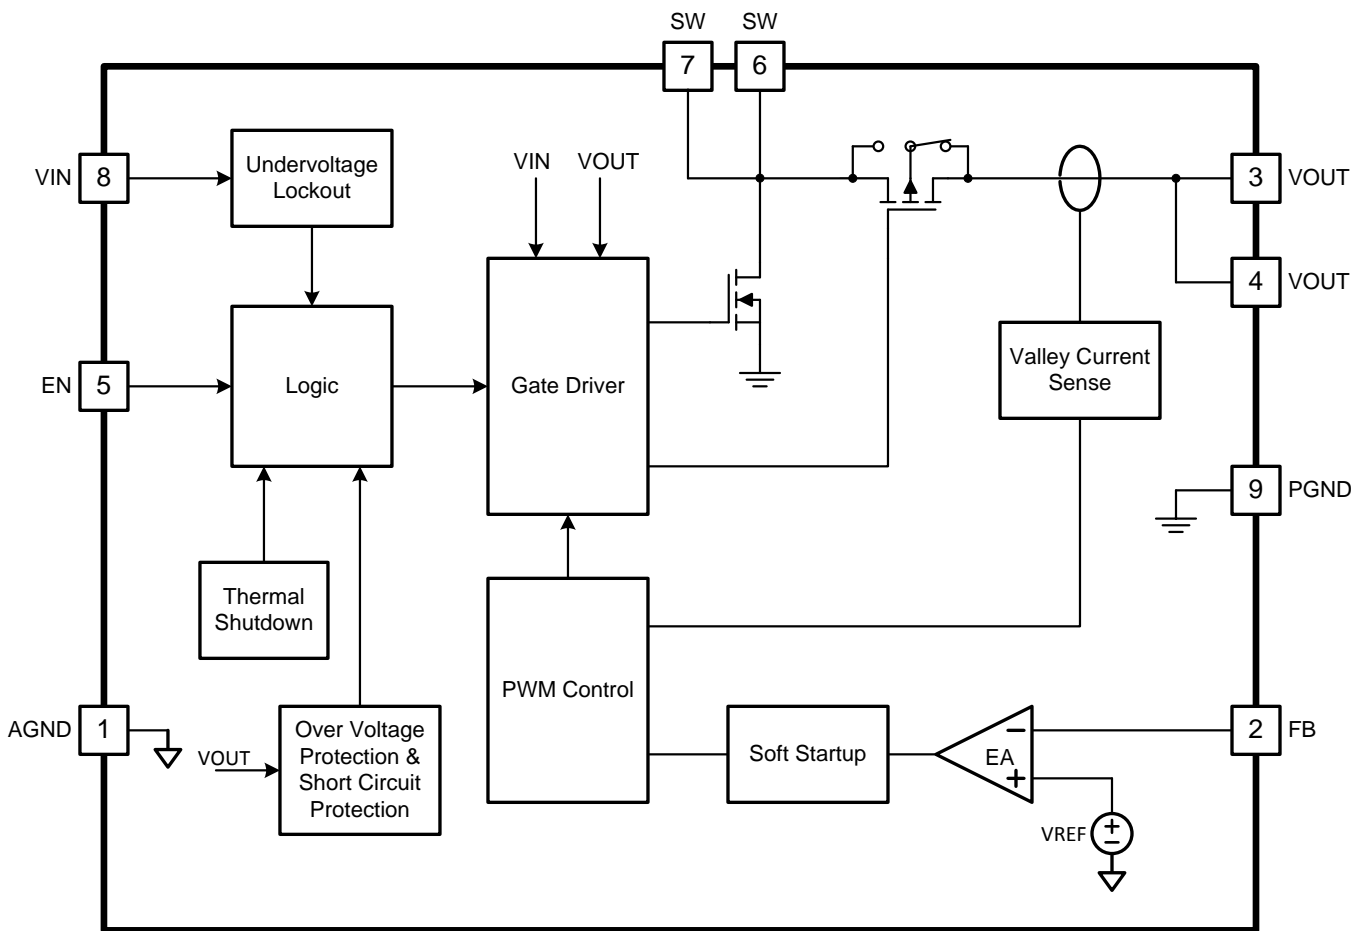 SW
SW
7
6
VIN
8
Undervoltage
Lockout
VIN
VOUT
3
VOUT
4
VOUT
EN
5
Logic
Gate Driver
Valley Current
Sense
9
PGND
Thermal
Shutdown
PWM Control
AGND
1
VOUT
Over Voltage
Protection &
Short Circuit
Protection
Soft Startup
EA
−
+
2
FB
VREF
+
−